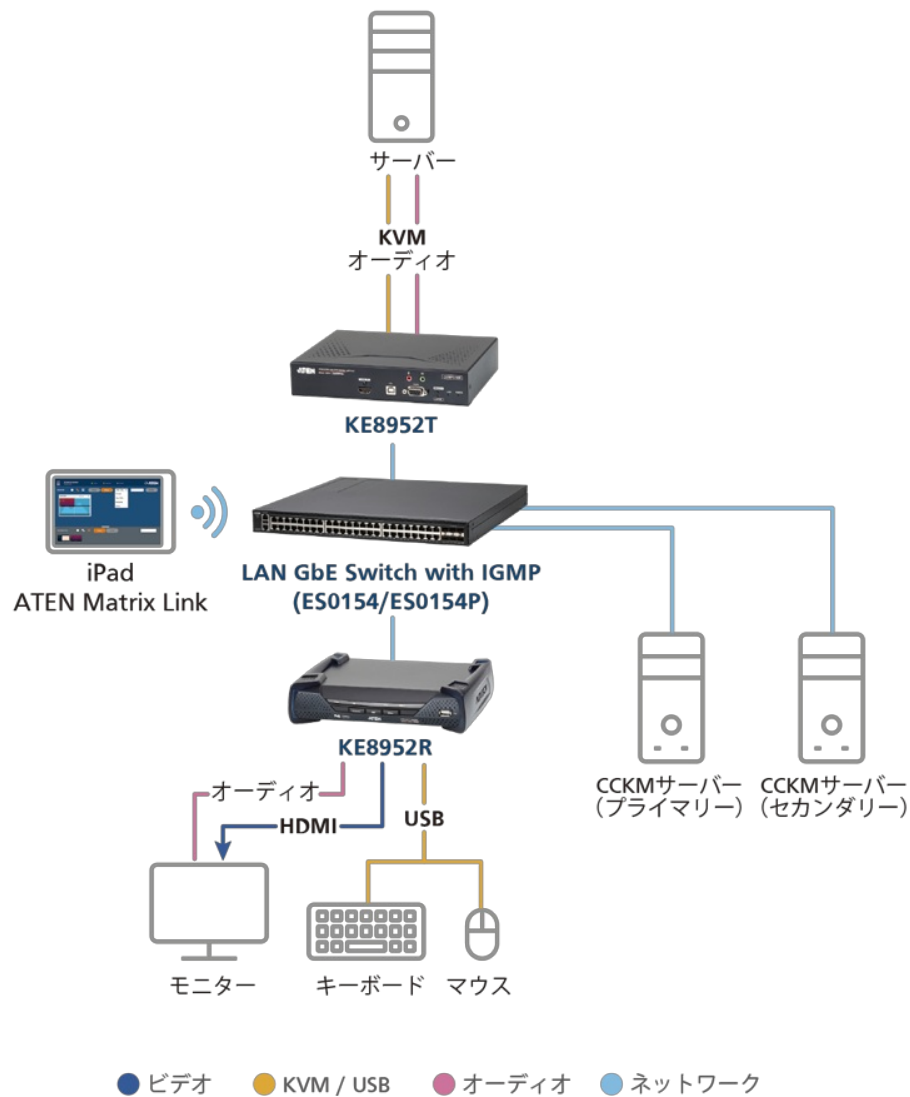 サーバー
KVM
オーディオ
ATEN
KE8952T
iPad
ATEN Matrix Link
LAN GbE Switch with IGMP
(ES0154/ES0154P)
ATEN
KE8952R
オーディオ
HDMI
USB
CCKMサーバー
（プライマリー）
CCKMサーバー
（セカンダリー）
モニター
キーボード
マウス
ビデオ
KVM / USB
オーディオ
ネットワーク